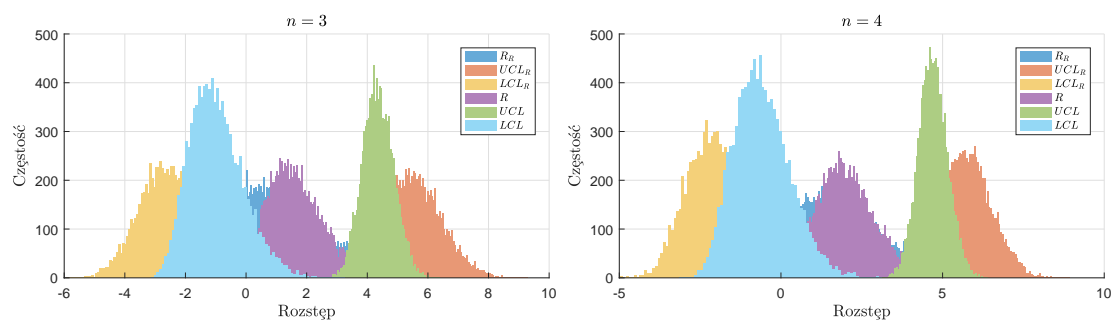 n = 3
500
400
300
200
100
0
Częstość
-6 -4 -2 0 2 4 6 8 10
Rozstęp
R_R
UCL_R
LCL_R
R
UCL
LCL
n = 4
500
400
300
200
100
0
Częstość
-5 0 5 10
Rozstęp
R_R
UCL_R
LCL_R
R
UCL
LCL